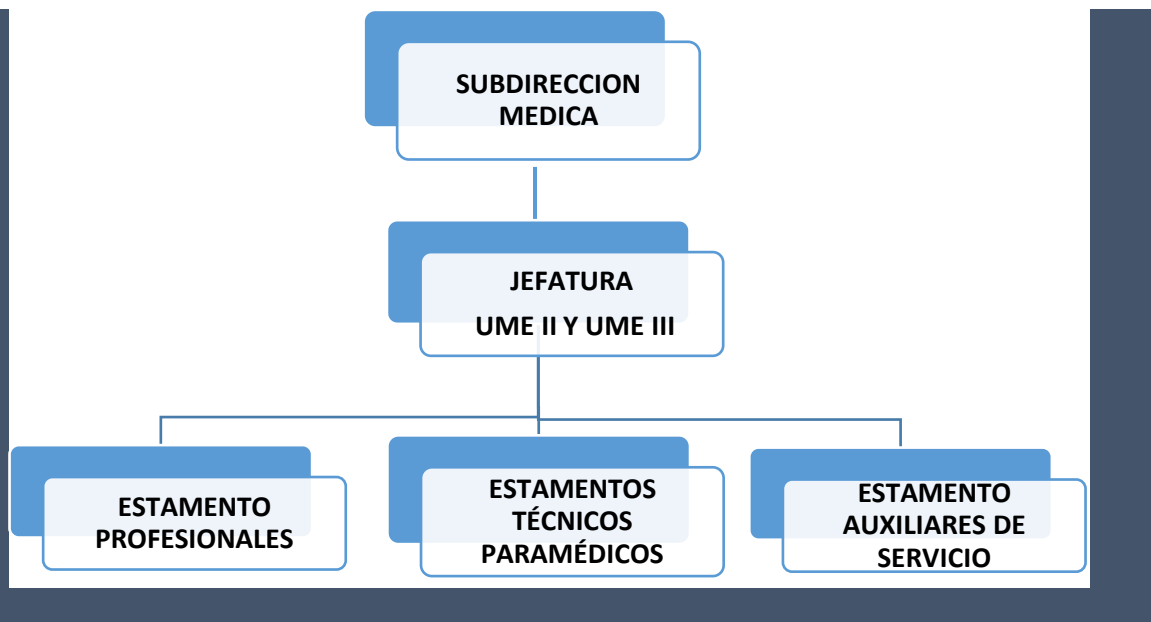 SUBDIRECCION
MEDICA
JEFATURA
UME II Y UME III
ESTAMENTO
PROFESIONALES
ESTAMENTOS
TÉCNICOS
PARAMÉDICOS
ESTAMENTO
AUXILIARES DE
SERVICIO